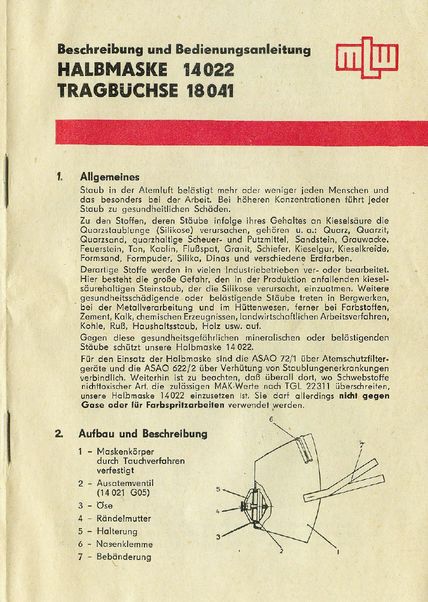 Beschreibung und Bedienungsanleitung
HALBMASKE 14022
TRAGBÜCHSE 18041
mlw
1. Allgemeines
Staub in der Atemluft belästigt mehr oder weniger jeden Menschen und
das besonders bei der Arbeit. Bei höheren Konzentrationen führt jeder
Staub zu gesundheitlichen Schäden.
Zu den Stoffen, deren Stäube infolge ihres Gehaltes an Kieselsäure die
Quarzstaublunge (Silikose) verursachen, gehören u. a.: Quarz, Quarzit,
Quarzsand, quarzhaltige Scheuer- und Putzmittel, Sandstein, Grauwacke,
Feuerstein, Ton, Kaolin, Flußspat, Granit, Schiefer, Kieselgur, Kieselkreide,
Formsand, Formpuder, Silika, Dinas und verschiedene Erdfarben.
Derartige Stoffe werden in vielen Industriebetrieben ver- oder bearbeitet.
Hier besteht die große Gefahr, den in der Produktion anfallenden kiesel-
säurehaltigen Steinstaub, der die Silikose verursacht, einzuatmen. Weitere
gesundheitsschädigende oder belästigende Stäube treten in Bergwerken,
bei der Metallverarbeitung und im Hüttenwesen, ferner bei Farbstoffen,
Zement, Kalk, chemischen Erzeugnissen, landwirtschaftlichen Arbeitsverfahren,
Kohle, Ruß, Haushaltsstaub, Holz usw. auf.
Gegen diese gesundheitsgefährlichen mineralischen oder belästigenden
Stäube schützt unsere Halbmaske 14022.
Für den Einsatz der Halbmaske sind die ASAO 72/1 über Atemschutzfilter-
geräte und die ASAO 622/2 über Verhütung von Staublungenerkrankungen
verbindlich. Weiterhin ist zu beachten, daß überall dort, wo Schwebstoffe
nichttoxischer Art, die zulässigen MAK-Werte nach TGL 22311 überschreiten,
unsere Halbmaske 14022 einzusetzen ist. Sie darf allerdings nicht gegen
Gase oder für Farbspritzarbeiten verwendet werden.
2. Aufbau und Beschreibung
1 – Maskenkörper
durch Tauchverfahren
verfestigt
2 – Ausatemventil
(14 021 G05)
3 – Öse
4 – Rändelmutter
5 – Halterung
6 – Nasenklemme
7 – Bebänderung
6
7
5
4
3
2
1